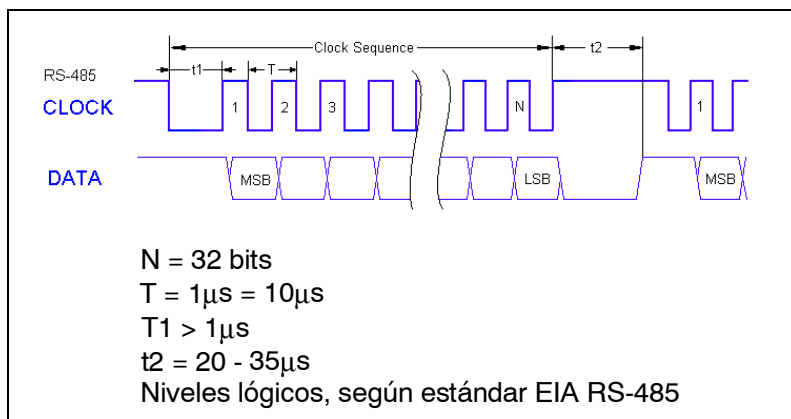 Clock Sequence
t2
RS-485
t1
T
CLOCK
1
2
3
N
1
DATA
MSB
LSB
MSB
N = 32 bits
T = 1µs = 10µs
T1 > 1µs
t2 = 20 - 35µs
Niveles lógicos, según estándar EIA RS-485